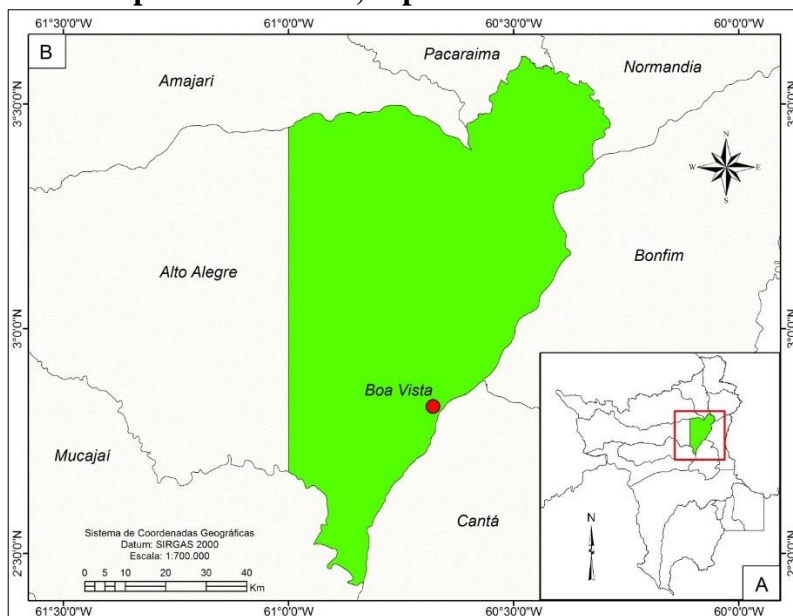 61°30'0"W 61°0'0"W 60°30'0"W 60°0'0"W
B
Pacaraima
Normandia
Amajarí
3°30'0"N 3°30'0"N
N
W E
S
Alto Alegre
Bonfim
3°0'0"N 3°0'0"N
Boa Vista
Mucajaí
Cantá
Sistema de Coordenadas Geográficas
Datum: SIRGAS 2000
Escala: 1:700.000
0 5 10 20 30 40
Km
N
A
2°30'0"N 2°30'0"N
61°30'0"W 61°0'0"W 60°30'0"W 60°0'0"W